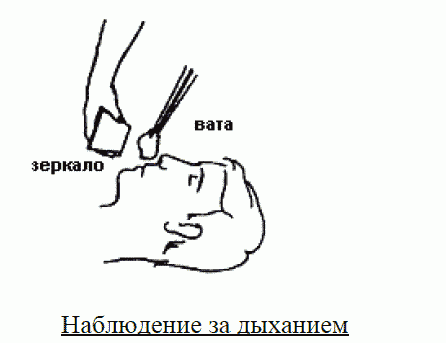 вата
зеркало
Наблюдение за дыханием